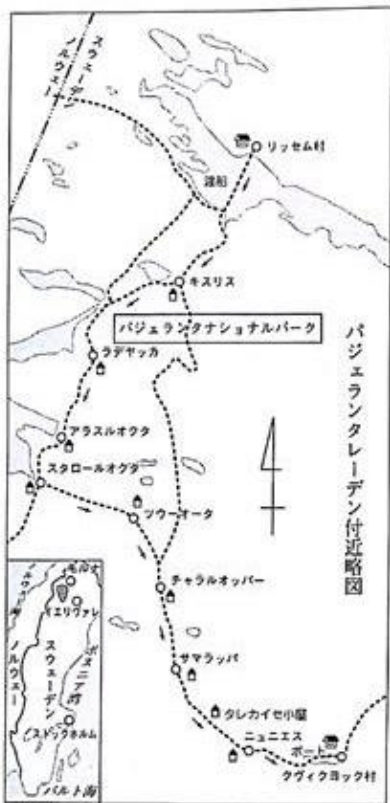 スウェーデン
ノルウェー
リッセム村
渡船
キスリス
パジェランタナショナルパーク
ラデヤッカ
パジェランタレーデン付近略図
アラスルオクタ
スタロールオクタ
ツウーオータ
チャラルオッパー
サマラッパ
タレカイセ小屋
ニュニエス
ボート
クヴィクヨック村
キルナ
イエリヴァレ
スウェーデン
ノルウェー
ボスニア湾
ストックホルム
バルト海